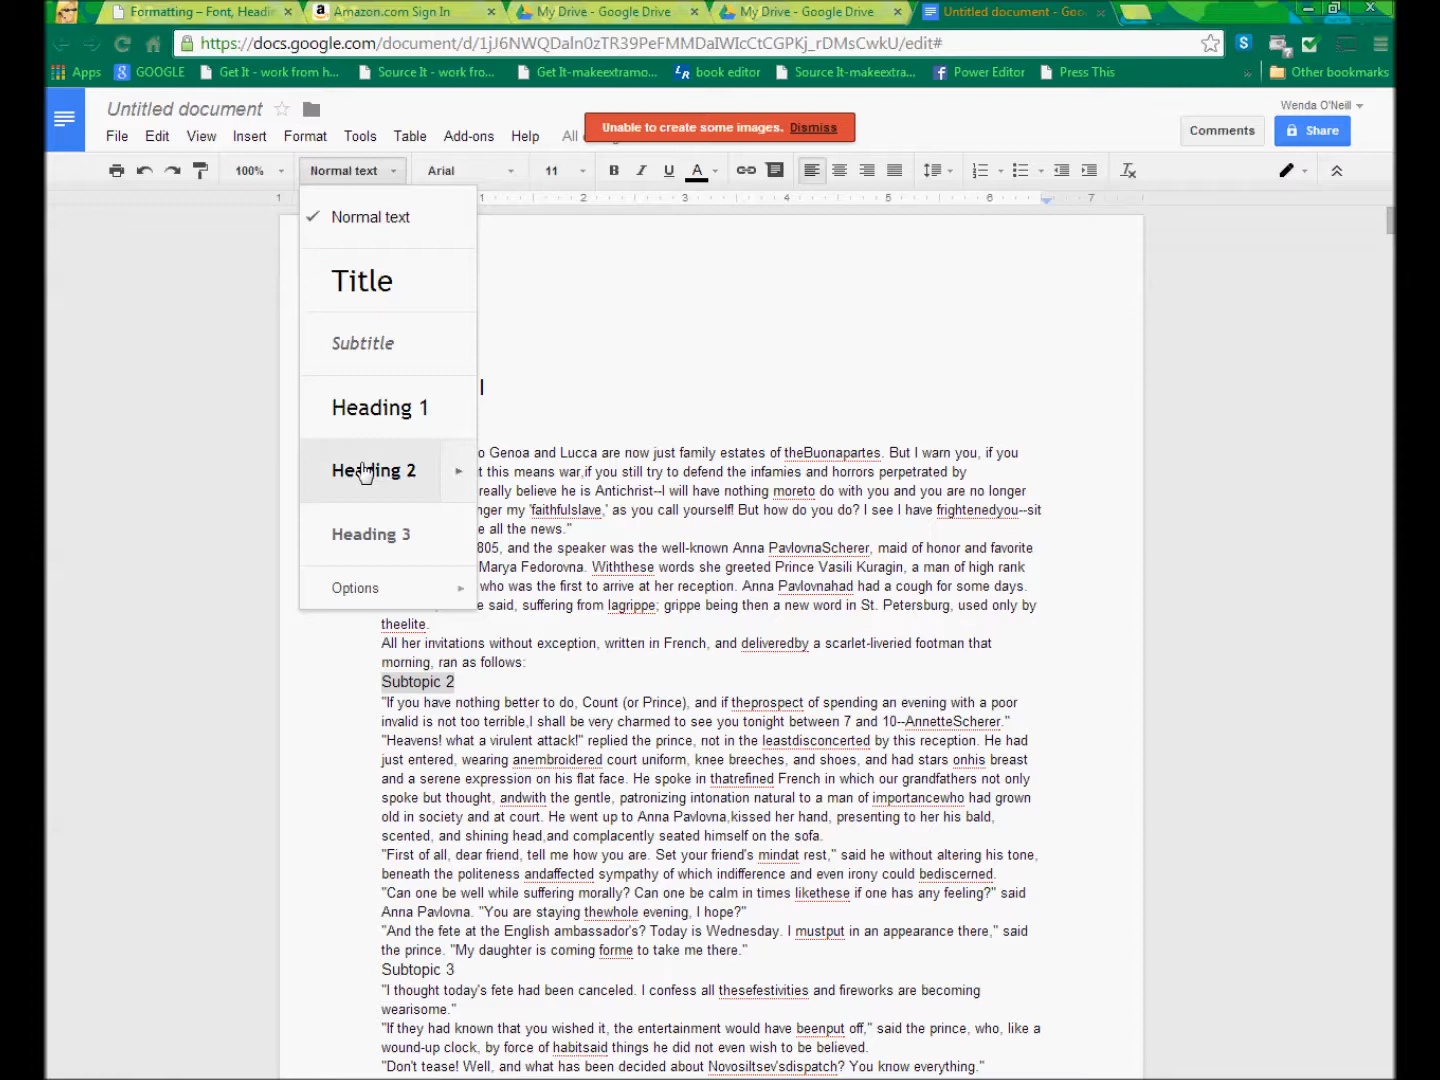 Formatting – Font, Headin
Amazon.com Sign In
My Drive - Google Drive
My Drive - Google Drive
Untitled document - Goo
https://docs.google.com/document/d/1jJ6NWQDaln0zTR39PeFMMDaIWIcCtCGPKj_rDMsCwkU/edit#
Apps
GOOGLE
Get It - work from h...
Source It - work fro...
Get It-makeextramo...
book editor
Source It-makeextra...
Power Editor
Press This
»
Other bookmarks
Untitled document
Wenda O'Neill
File Edit View Insert Format Tools Table Add-ons Help All
Unable to create some images. Dismiss
Comments
Share
100% Normal text Arial 11 B I U A
1 1 2 3 4 5 6 7
Normal text
Title
Subtitle
Heading 1
Heading 2
Heading 3
Options
o Genoa and Lucca are now just family estates of theBuonapartes. But I warn you, if you
t this means war,if you still try to defend the infamies and horrors perpetrated by
really believe he is Antichrist--I will have nothing moreto do with you and you are no longer
nger my 'faithfulslave,' as you call yourself! But how do you do? I see I have frightenedyou--sit
e all the news."
805, and the speaker was the well-known Anna PavlovnaScherer, maid of honor and favorite
Marya Fedorovna. Withthese words she greeted Prince Vasili Kuragin, a man of high rank
who was the first to arrive at her reception. Anna Pavlovnahad had a cough for some days.
e said, suffering from lagrippe; grippe being then a new word in St. Petersburg, used only by
theelite.
All her invitations without exception, written in French, and deliveredby a scarlet-liveried footman that
morning, ran as follows:
Subtopic 2
"If you have nothing better to do, Count (or Prince), and if theprospect of spending an evening with a poor
invalid is not too terrible,I shall be very charmed to see you tonight between 7 and 10--AnnetteScherer."
"Heavens! what a virulent attack!" replied the prince, not in the leastdisconcerted by this reception. He had
just entered, wearing anembroidered court uniform, knee breeches, and shoes, and had stars onhis breast
and a serene expression on his flat face. He spoke in thatrefined French in which our grandfathers not only
spoke but thought, andwith the gentle, patronizing intonation natural to a man of importancewho had grown
old in society and at court. He went up to Anna Pavlovna,kissed her hand, presenting to her his bald,
scented, and shining head,and complacently seated himself on the sofa.
"First of all, dear friend, tell me how you are. Set your friend's mindat rest," said he without altering his tone,
beneath the politeness andaffected sympathy of which indifference and even irony could bediscerned.
"Can one be well while suffering morally? Can one be calm in times likethese if one has any feeling?" said
Anna Pavlovna. "You are staying thewhole evening, I hope?"
"And the fete at the English ambassador's? Today is Wednesday. I mustput in an appearance there," said
the prince. "My daughter is coming forme to take me there."
Subtopic 3
"I thought today's fete had been canceled. I confess all thesefestivities and fireworks are becoming
wearisome."
"If they had known that you wished it, the entertainment would have beenput off," said the prince, who, like a
wound-up clock, by force of habitsaid things he did not even wish to be believed.
"Don't tease! Well, and what has been decided about Novosiltsev'sdispatch? You know everything."